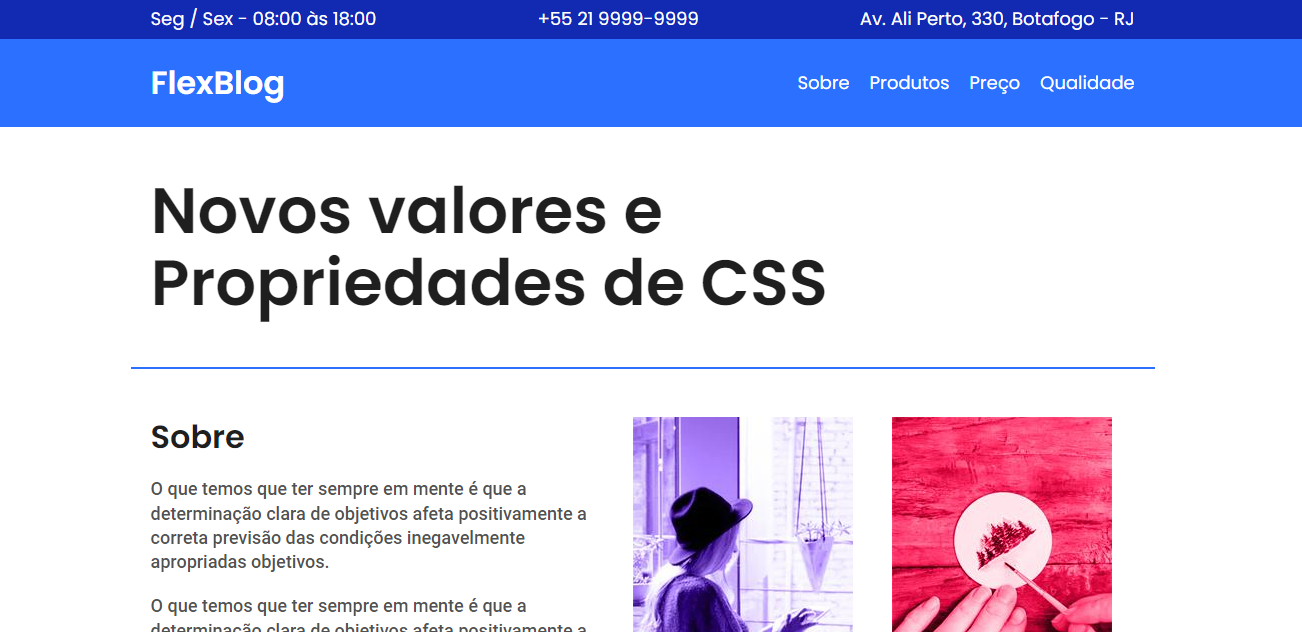 Seg / Sex - 08:00 às 18:00
+55 21 9999-9999
Av. Ali Perto, 330, Botafogo - RJ
FlexBlog
Sobre
Produtos
Preço
Qualidade
Novos valores e
Propriedades de CSS
Sobre
O que temos que ter sempre em mente é que a
determinação clara de objetivos afeta positivamente a
correta previsão das condições inegavelmente
apropriadas objetivos.
O que temos que ter sempre em mente é que a
determinação clara de objetivos afeta positivamente a